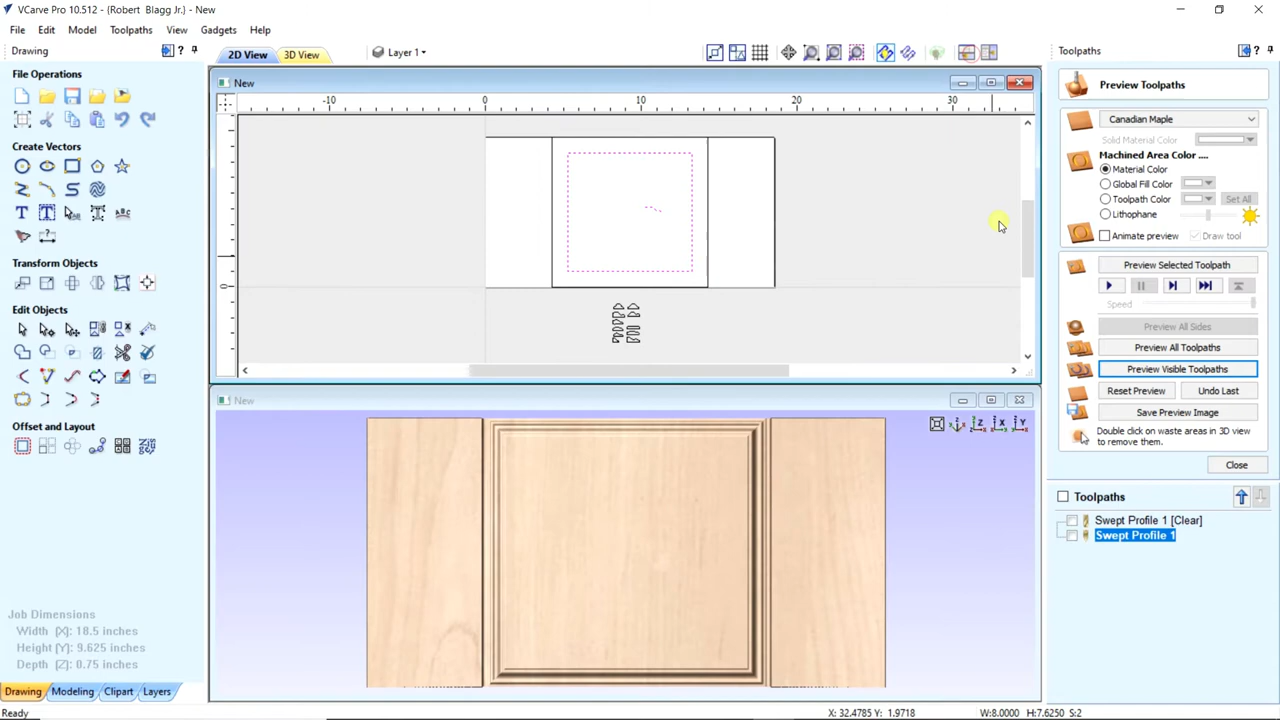 VCarve Pro 10.512 - (Robert Blagg Jr.) - New
File Edit Model Toolpaths View Gadgets Help
Drawing
2D View 3D View Layer 1
Toolpaths
File Operations
Create Vectors
Transform Objects
Edit Objects
Offset and Layout
Job Dimensions
Width (X): 18.5 inches
Height (Y): 9.625 inches
Depth (Z): 0.75 inches
Drawing Modeling Clipart Layers
Ready
New
-10 0 10 20 30
0
New
Z X Y
Preview Toolpaths
Canadian Maple
Solid Material Color
Machined Area Color ....
Material Color
Global Fill Color
Toolpath Color Set All
Lithophane
Animate preview Draw tool
Preview Selected Toolpath
Speed
Preview All Sides
Preview All Toolpaths
Preview Visible Toolpaths
Reset Preview Undo Last
Save Preview Image
Double click on waste areas in 3D view
to remove them.
Close
Toolpaths
Swept Profile 1 [Clear]
Swept Profile 1
X: 32.4785 Y: 1.9718 W:8.0000 H:7.6250 S:2